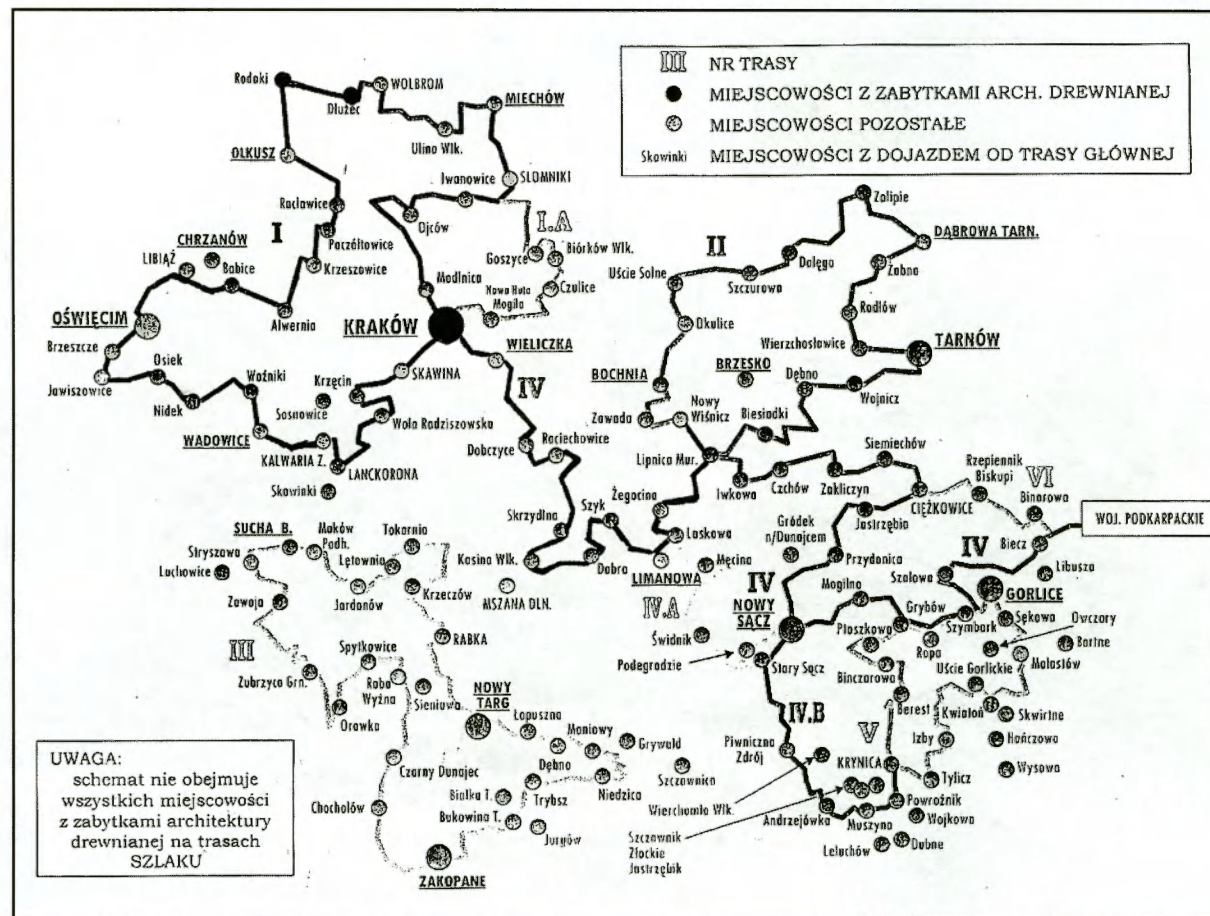 III NR TRASY
MIEJSCOWOŚCI Z ZABYTKAMI ARCH. DREWNIANEJ
MIEJSCOWOŚCI POZOSTAŁE
Skowinki MIEJSCOWOŚCI Z DOJAZDEM OD TRASY GŁÓWNEJ
Rodaki
Dłużec
WOLBROM
MIECHÓW
Ulina Wlk.
OLKUSZ
SŁOMNIKI
Iwanowice
Racławice
Ojców
I.A
I
Paczółtowice
CHRZANÓW
Krzeszowice
LIBIĄŻ
Babice
Goszyce
Biórków Wlk.
Modlnica
Nowa Huta
Mogiła
Czulice
Alwernia
OŚWIĘCIM
KRAKÓW
Brzeszcze
Osiek
WIELICZKA
Jawiszowice
Woźniki
Krzęcin
SKAWINA
IV
Nidek
Sosnowice
WADOWICE
Wola Radziszowska
KALWARIA Z.
LANCKORONA
Skawinki
Dobczyce
Raciechowice
Zalipie
II
DĄBROWA TARN.
Dołęga
Uście Solne
Szczurowa
Żabno
Okulice
Radłów
Wierzchosławice
TARNÓW
BRZESKO
BOCHNIA
Dębno
Nowy
Wiśnicz
Wojnicz
Zawada
Biesiadki
Lipnica Mur.
Siemiechów
Iwkowa
Czchów
Zakliczyn
Rzepiennik
Biskupi
VI
Binarowa
CIĘŻKOWICE
WOJ. PODKARPACKIE
Żegocina
Szyk
Skrzydlna
Laskowa
Gródek
n/Dunajcem
Jastrzębia
Kasina Wlk.
Dobra
LIMANOWA
Męcina
Przydonica
Biecz
IV
MSZANA DLN.
IV.A
IV
Mogilno
Szalowa
Libusza
GORLICE
NOWY
SĄCZ
Grybów
Ptaszkowa
Szymbark
Sękowa
Owczary
Świdnik
Ropa
Bartne
Podegrodzie
Stary Sącz
Binczarowa
Uście Gorlickie
Małastów
Berest
Kwiatoń
Skwirtne
IV.B
V
Izby
Hańczowa
Piwniczna
Zdrój
KRYNICA
Tylicz
Wysowa
Wierchomla Wlk.
Andrzejówka
Powroźnik
Muszyna
Wojkowa
Szczawnik
Złockie
Jastrzębik
Leluchów
Dubne
SUCHA B.
Maków
Podh.
Tokarnia
Stryszawa
Lachowice
Łętownia
Zawoja
Jordanów
Krzeczów
RABKA
III
Spytkowice
Raba
Wyżna
Zubrzyca Grn.
Sieniawa
NOWY
TARG
Orawka
Łopuszna
Maniowy
Grywałd
Czarny Dunajec
Dębno
Szczawnica
Niedzica
Białka T.
Trybsz
Chochołów
Bukowina T.
Jurgów
ZAKOPANE
UWAGA:
schemat nie obejmuje
wszystkich miejscowości
z zabytkami architektury
drewnianej na trasach
SZLAKU